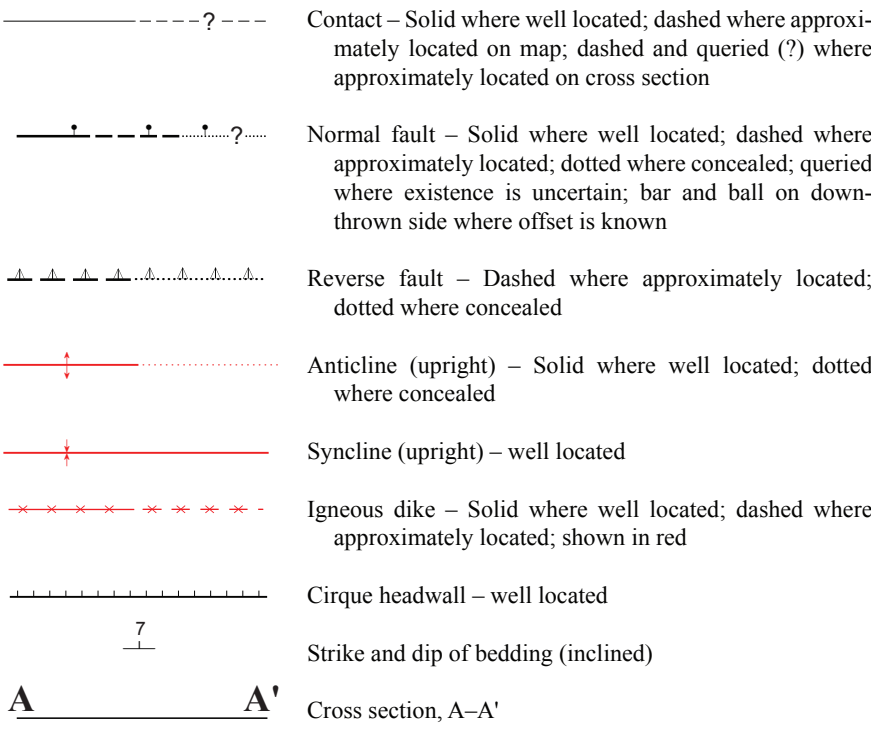 ?
Contact – Solid where well located; dashed where approxi-
mately located on map; dashed and queried (?) where
approximately located on cross section
?
Normal fault – Solid where well located; dashed where
approximately located; dotted where concealed; queried
where existence is uncertain; bar and ball on down-
thrown side where offset is known
Reverse fault – Dashed where approximately located;
dotted where concealed
Anticline (upright) – Solid where well located; dotted
where concealed
Syncline (upright) – well located
Igneous dike – Solid where well located; dashed where
approximately located; shown in red
Cirque headwall – well located
7
Strike and dip of bedding (inclined)
A A'
Cross section, A–A'